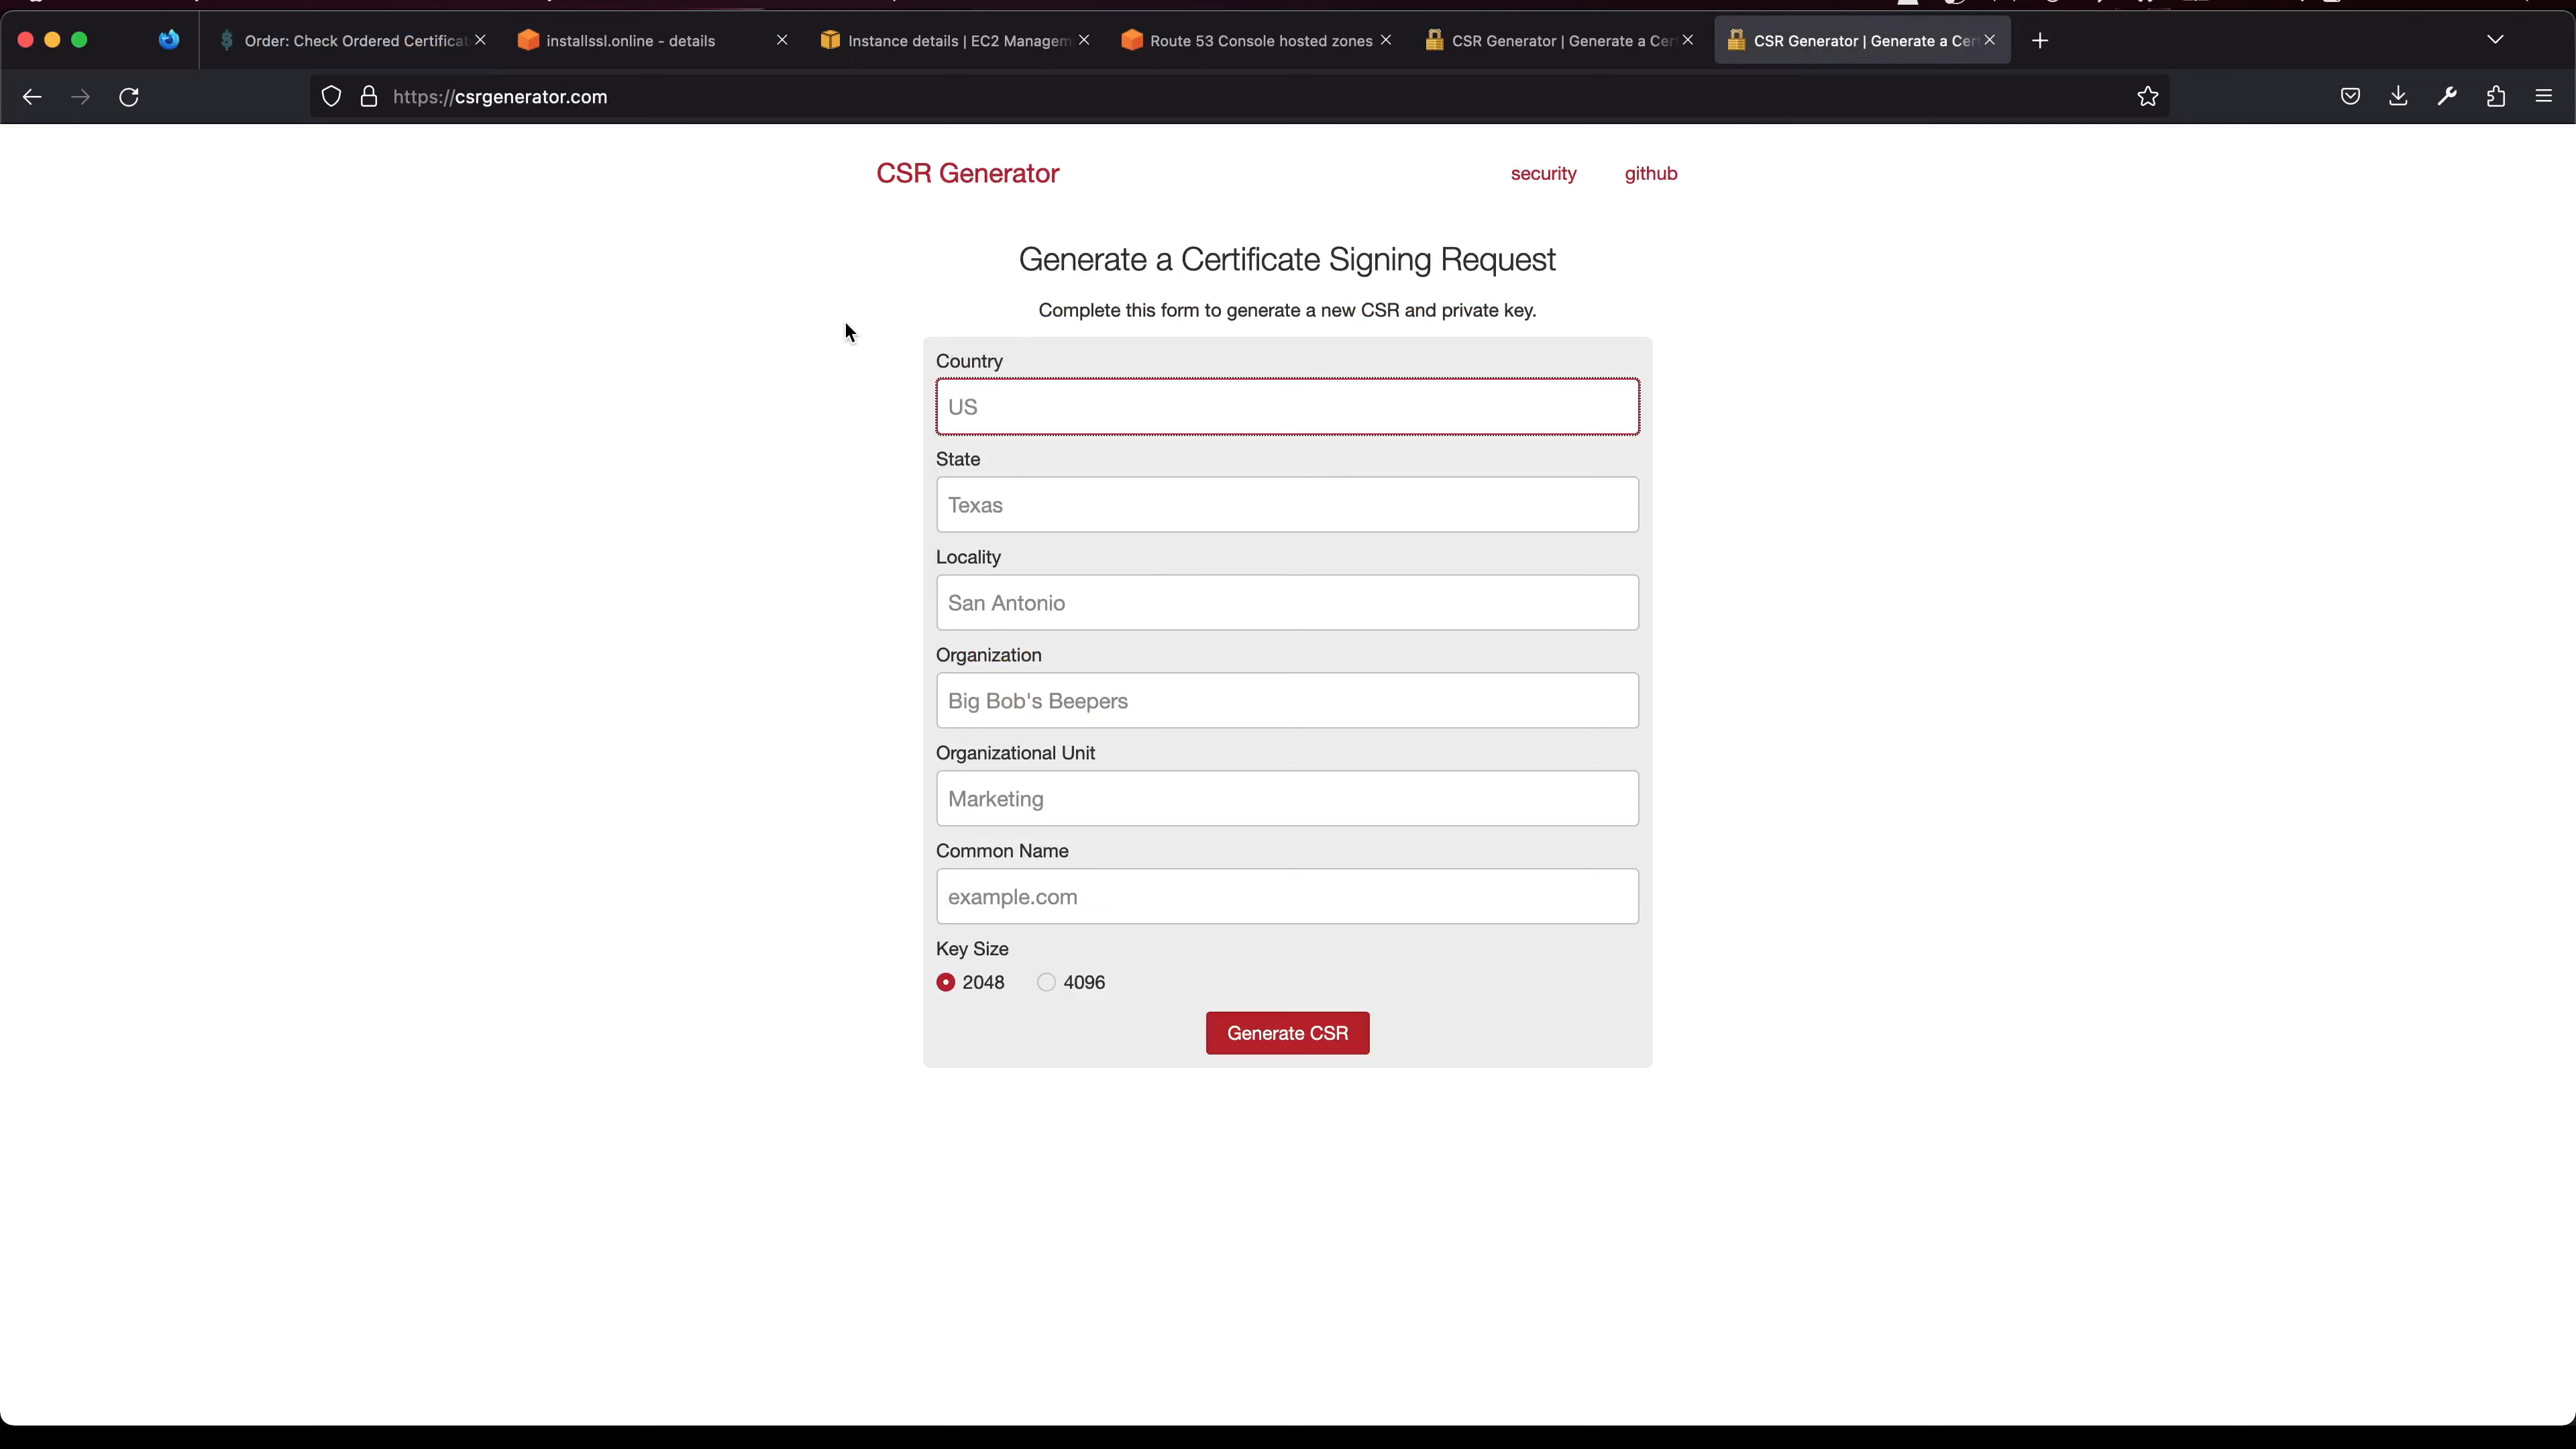 Order: Check Ordered Certificat
installssl.online - details
Instance details | EC2 Managem
Route 53 Console hosted zones
CSR Generator | Generate a Cer
CSR Generator | Generate a Cer
https://csrgenerator.com
CSR Generator
security
github
Generate a Certificate Signing Request
Complete this form to generate a new CSR and private key.
Country
US
State
Texas
Locality
San Antonio
Organization
Big Bob's Beepers
Organizational Unit
Marketing
Common Name
example.com
Key Size
2048
4096
Generate CSR